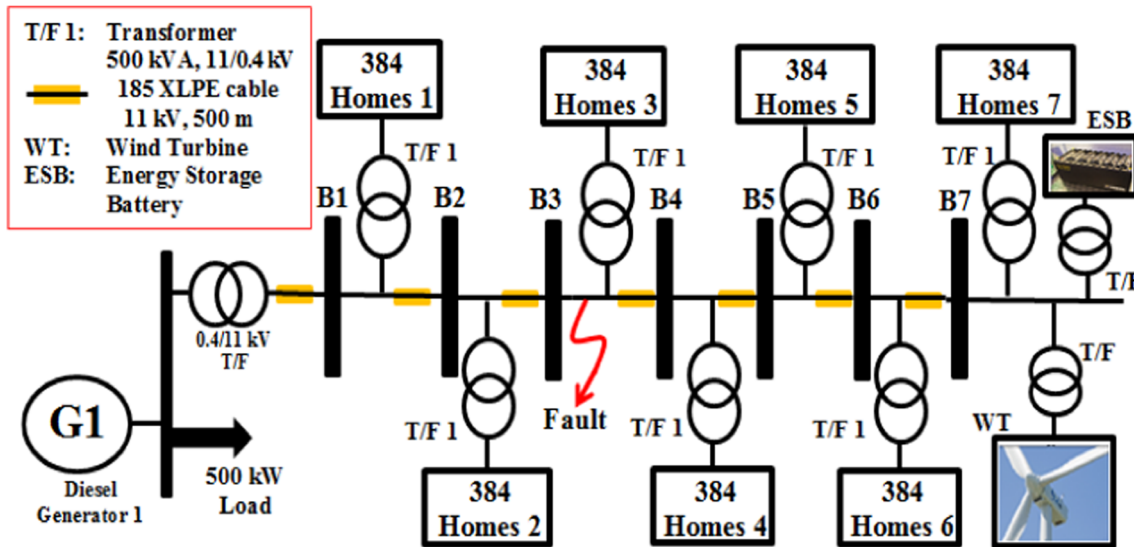 T/F 1: Transformer
500 kVA, 11/0.4 kV
185 XLPE cable
11 kV, 500 m
WT: Wind Turbine
ESB: Energy Storage
Battery
384
Homes 1
384
Homes 3
384
Homes 5
384
Homes 7
ESB
T/F 1
T/F 1
T/F 1
T/F 1
B1
B2
B3
B4
B5
B6
B7
T/F
0.4/11 kV
T/F
Fault
T/F 1
T/F 1
T/F 1
T/F
WT
G1
Diesel
Generator 1
500 kW
Load
384
Homes 2
384
Homes 4
384
Homes 6